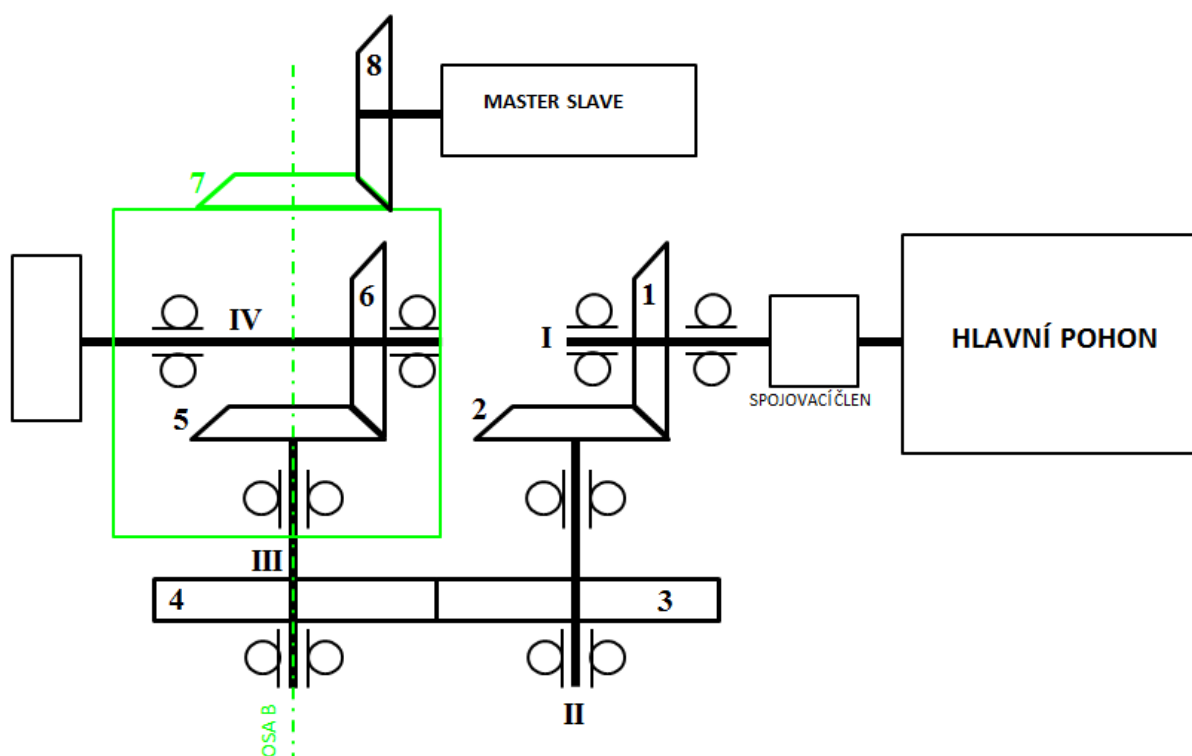 8
MASTER SLAVE
7
6
1
IV
I
HLAVNÍ POHON
SPOJOVACÍ ČLEN
5
2
III
4
3
II
OSA B